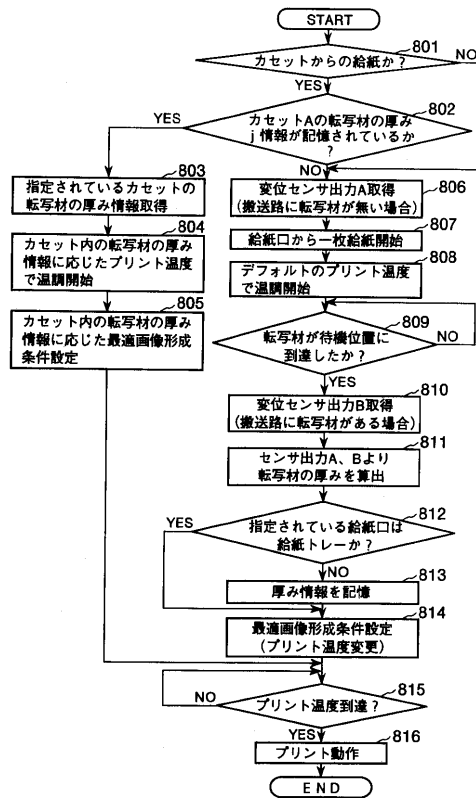 START
801
カセットからの給紙か？
NO
YES
802
カセットAの転写材の厚み
j 情報が記憶されているか
？
YES
NO
803
指定されているカセットの
転写材の厚み情報取得
804
カセット内の転写材の厚み
情報に応じたプリント温度
で温調開始
805
カセット内の転写材の厚み
情報に応じた最適画像形成
条件設定
806
変位センサ出力A取得
(搬送路に転写材が無い場合)
807
給紙口から一枚給紙開始
808
デフォルトのプリント温度
で温調開始
809
転写材が待機位置に
到達したか？
NO
YES
810
変位センサ出力B取得
(搬送路に転写材がある場合)
811
センサ出力A、Bより
転写材の厚みを算出
812
指定されている給紙口は
給紙トレーか？
YES
NO
813
厚み情報を記憶
814
最適画像形成条件設定
(プリント温度変更)
815
プリント温度到達？
NO
YES
816
プリント動作
END